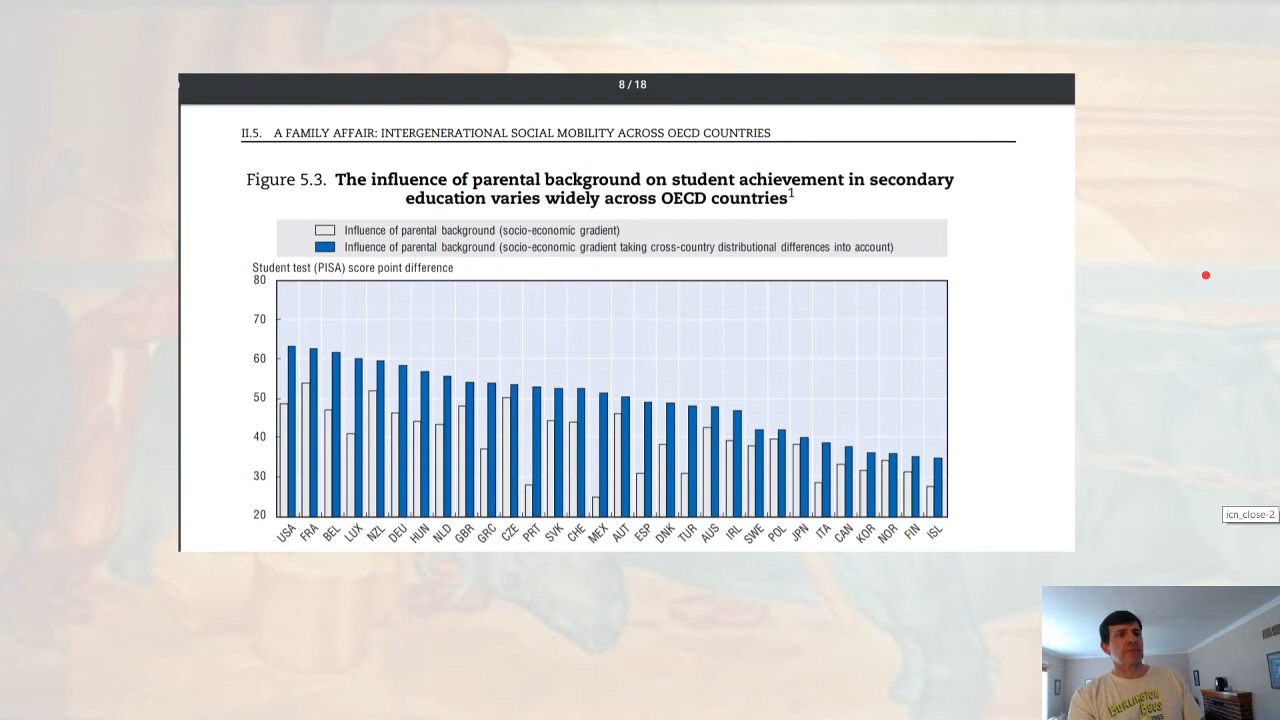 8 / 18
II.5. A FAMILY AFFAIR: INTERGENERATIONAL SOCIAL MOBILITY ACROSS OECD COUNTRIES
Figure 5.3. The influence of parental background on student achievement in secondary
education varies widely across OECD countries1
Influence of parental background (socio-economic gradient)
Influence of parental background (socio-economic gradient taking cross-country distributional differences into account)
Student test (PISA) score point difference
80
70
60
50
40
30
20
USA FRA BEL LUX NZL DEU HUN NLD GBR GRC CZE PRT SVK CHE MEX AUT ESP DNK TUR AUS IRL SWE POL JPN ITA CAN KOR NOR FIN ISL
icn_close-2
BURLINGTON
BEES